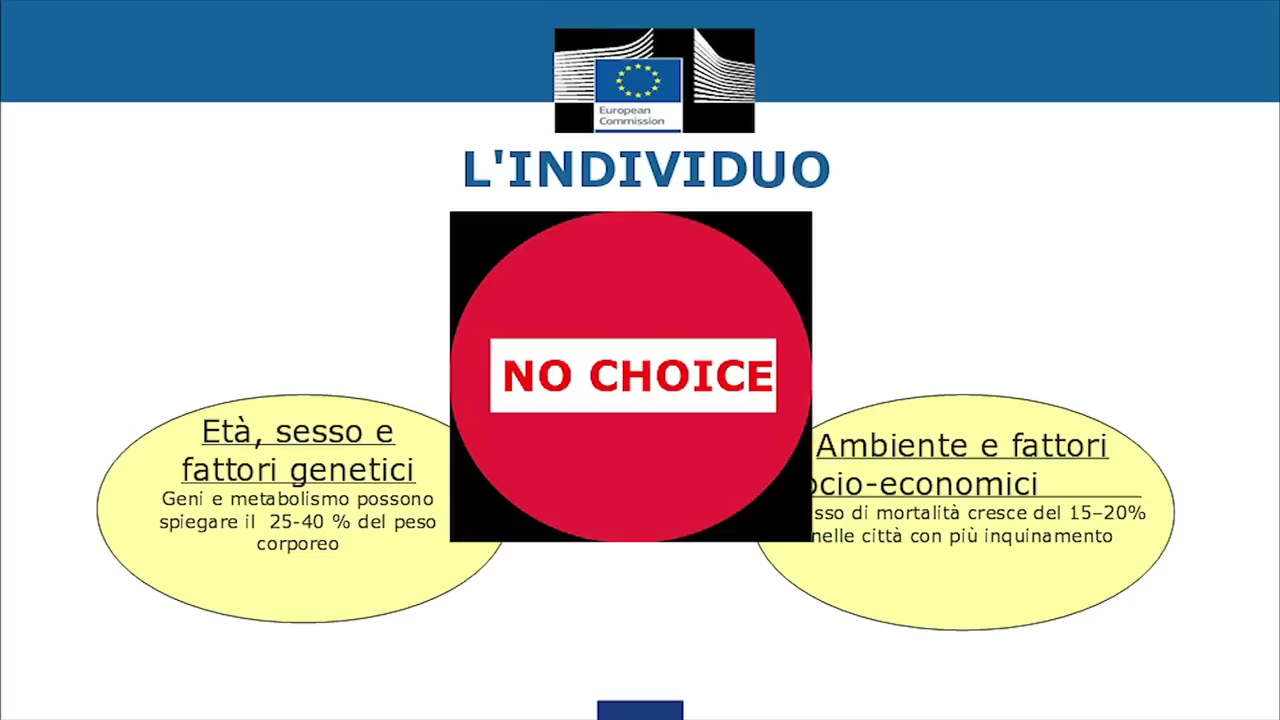 European
Commission
L'INDIVIDUO
NO CHOICE
Età, sesso e
fattori genetici
Geni e metabolismo possono
spiegare il 25-40 % del peso
corporeo
Ambiente e fattori
ocio-economici
sso di mortalità cresce del 15–20%
nelle città con più inquinamento